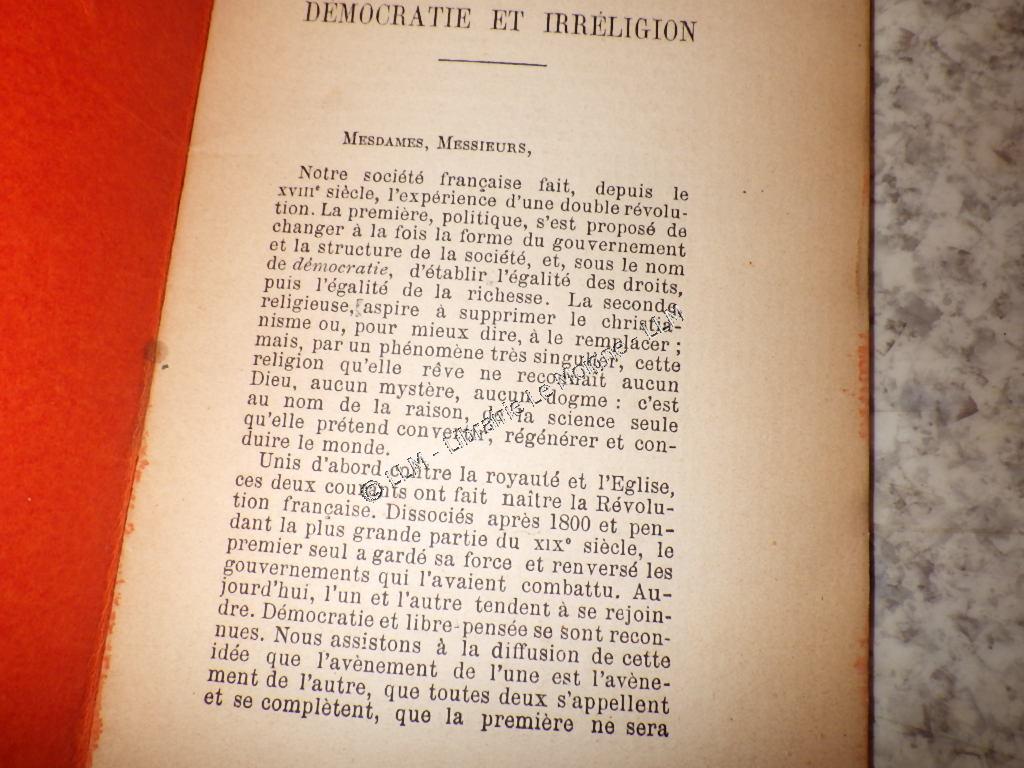 DÉMOCRATIE ET IRRÉLIGION
MESDAMES, MESSIEURS,
Notre société française fait, depuis le
XVIIIe siècle, l'expérience d'une double révolu-
tion. La première, politique, s'est proposé de
changer à la fois la forme du gouvernement
et la structure de la société, et, sous le nom
de démocratie, d'établir l'égalité des droits,
puis l'égalité de la richesse. La seconde,
religieuse, aspire à supprimer le christia-
nisme ou, pour mieux dire, à le remplacer ;
mais, par un phénomène très singulier, cette
religion qu'elle rêve ne reconnaît aucun
Dieu, aucun mystère, aucun dogme : c'est
au nom de la raison, de la science seule
qu'elle prétend convertir, régénérer et con-
duire le monde.
Unis d'abord contre la royauté et l'Eglise,
ces deux courants ont fait naître la Révolu-
tion française. Dissociés après 1800 et pen-
dant la plus grande partie du XIXe siècle, le
premier seul a gardé sa force et renversé les
gouvernements qui l'avaient combattu. Au-
jourd'hui, l'un et l'autre tendent à se rejoin-
dre. Démocratie et libre-pensée se sont recon-
nues. Nous assistons à la diffusion de cette
idée que l'avènement de l'une est l'avène-
ment de l'autre, que toutes deux s'appellent
et se complètent, que la première ne sera
© LLM - Librairie Le Moine - LLM